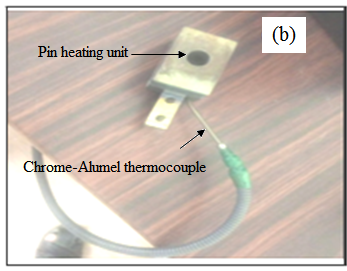 (b)
Pin heating unit
Chrome-Alumel thermocouple